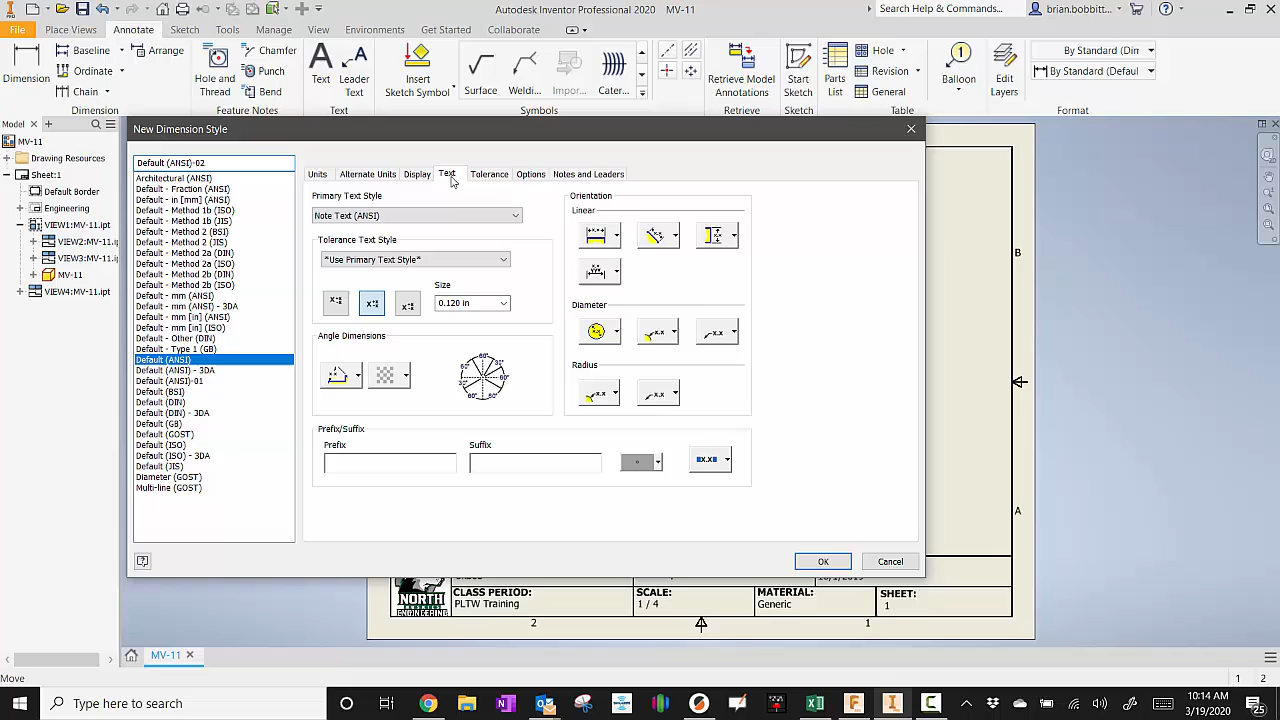 Autodesk Inventor Professional 2020 MV-11
Search Help & Commands...
brian.bobbitt...
File Place Views Annotate Sketch Tools Manage View Environments Get Started Collaborate
Dimension
Baseline
Ordinate
Chain
Arrange
Dimension
Hole and Thread
Chamfer
Punch
Bend
Feature Notes
Text
Leader Text
Text
Insert Sketch Symbol
Surface
Weldi...
Impor...
Cater...
Symbols
Retrieve Model Annotations
Retrieve
Start Sketch
Sketch
Parts List
Hole
Revision
General
Table
Balloon
Edit Layers
By Standard (Din
By Standard (Defaul
Format
Model
MV-11
Drawing Resources
Sheet:1
Default Border
Engineering
VIEW1:MV-11.ipt
VIEW2:MV-11.ip
VIEW3:MV-11.ip
MV-11
VIEW4:MV-11.ipt
New Dimension Style
Default (ANSI)-02
Architectural (ANSI)
Default - Fraction (ANSI)
Default - in [mm] (ANSI)
Default - Method 1b (ISO)
Default - Method 1b (JIS)
Default - Method 2 (BSI)
Default - Method 2 (JIS)
Default - Method 2a (DIN)
Default - Method 2a (ISO)
Default - Method 2b (DIN)
Default - Method 2b (ISO)
Default - mm (ANSI)
Default - mm (ANSI) - 3DA
Default - mm [in] (ANSI)
Default - mm [in] (ISO)
Default - Other (DIN)
Default - Type 1 (GB)
Default (ANSI)
Default (ANSI) - 3DA
Default (ANSI)-01
Default (BSI)
Default (DIN)
Default (DIN) - 3DA
Default (GB)
Default (GOST)
Default (ISO)
Default (ISO) - 3DA
Default (JIS)
Diameter (GOST)
Multi-line (GOST)
Units Alternate Units Display Text Tolerance Options Notes and Leaders
Primary Text Style
Note Text (ANSI)
Tolerance Text Style
*Use Primary Text Style*
Size
0.120 in
Angle Dimensions
Orientation
Linear
Diameter
Radius
Prefix/Suffix
Prefix Suffix
OK Cancel
B
A
NORTH
ENGINEERING
CLASS PERIOD:
PLTW Training
SCALE:
1 / 4
MATERIAL:
Generic
SHEET:
1
2 1
MV-11
Move
1 2
Type here to search
10:14 AM
3/19/2020